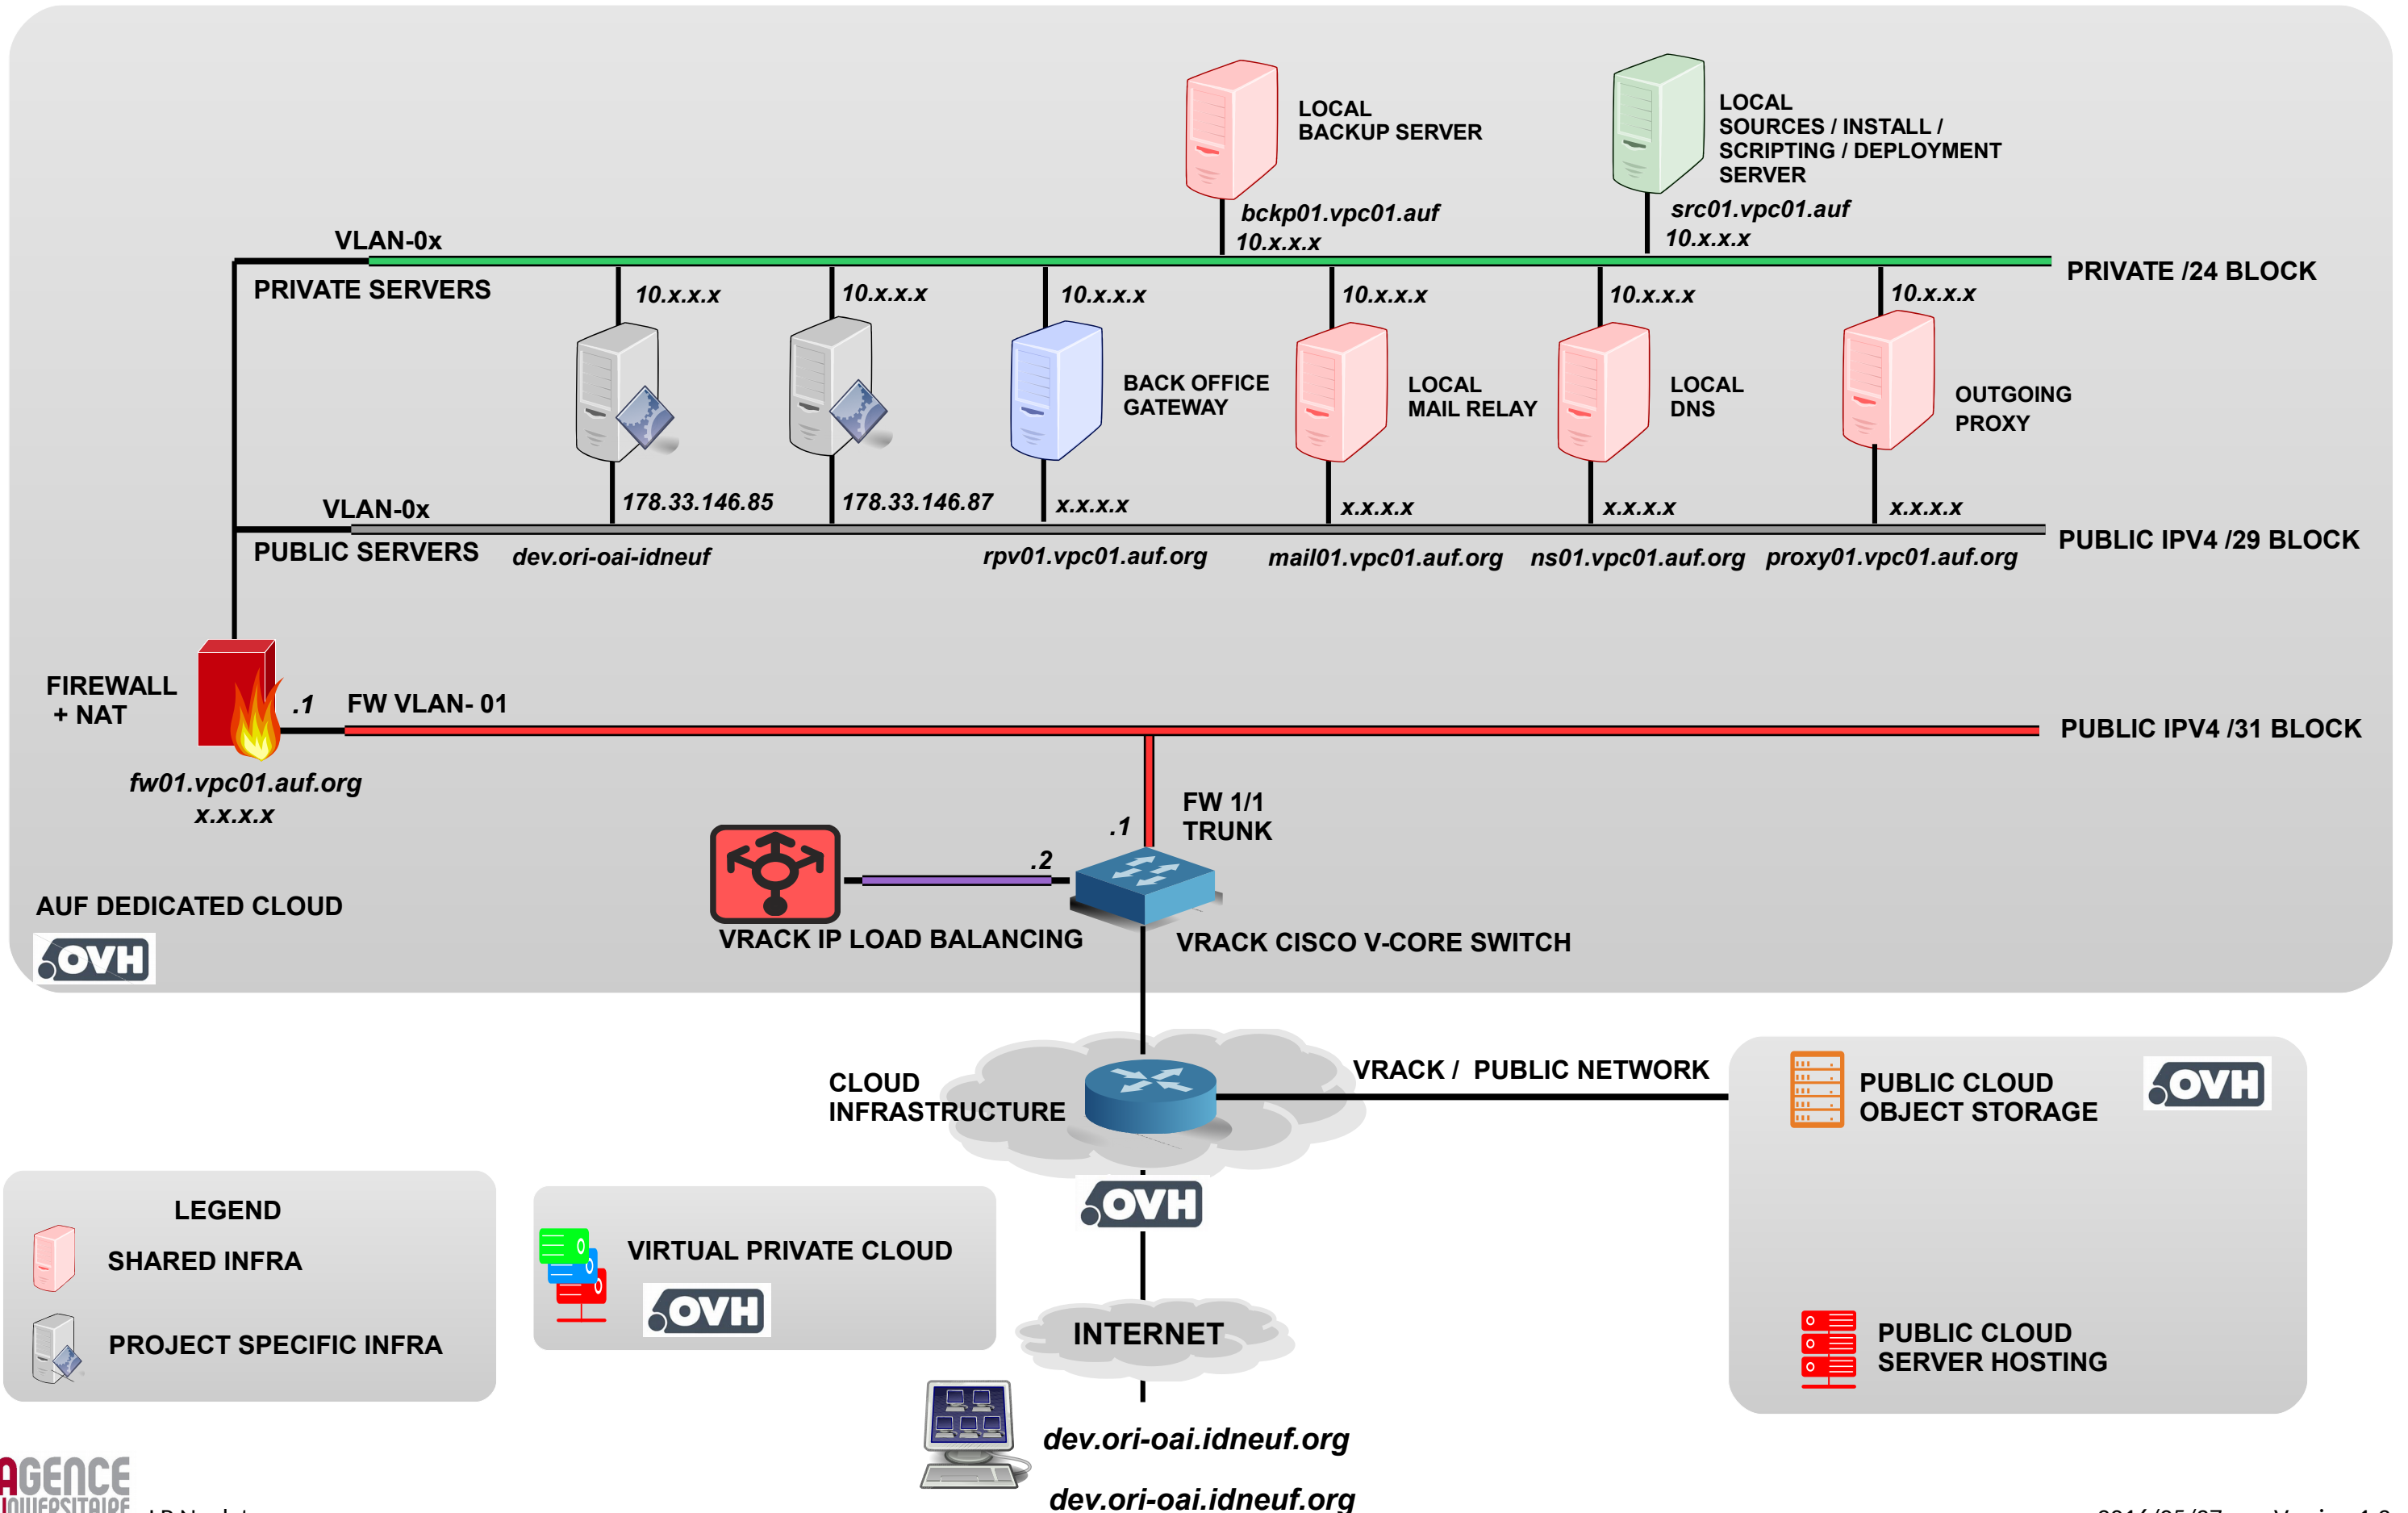 LOCAL
BACKUP SERVER
LOCAL
SOURCES / INSTALL /
SCRIPTING / DEPLOYMENT
SERVER
bckp01.vpc01.auf
10.x.x.x
src01.vpc01.auf
10.x.x.x
VLAN-0x
PRIVATE SERVERS
PRIVATE /24 BLOCK
10.x.x.x
10.x.x.x
10.x.x.x
10.x.x.x
10.x.x.x
10.x.x.x
BACK OFFICE
GATEWAY
LOCAL
MAIL RELAY
LOCAL
DNS
OUTGOING
PROXY
178.33.146.85
178.33.146.87
x.x.x.x
x.x.x.x
x.x.x.x
x.x.x.x
VLAN-0x
PUBLIC SERVERS
PUBLIC IPV4 /29 BLOCK
dev.ori-oai-idneuf
rpv01.vpc01.auf.org
mail01.vpc01.auf.org
ns01.vpc01.auf.org
proxy01.vpc01.auf.org
FIREWALL
+ NAT
.1
FW VLAN- 01
PUBLIC IPV4 /31 BLOCK
fw01.vpc01.auf.org
x.x.x.x
FW 1/1
TRUNK
.1
.2
VRACK IP LOAD BALANCING
VRACK CISCO V-CORE SWITCH
AUF DEDICATED CLOUD
OVH
CLOUD
INFRASTRUCTURE
VRACK / PUBLIC NETWORK
PUBLIC CLOUD
OBJECT STORAGE
OVH
OVH
LEGEND
SHARED INFRA
PROJECT SPECIFIC INFRA
VIRTUAL PRIVATE CLOUD
OVH
INTERNET
PUBLIC CLOUD
SERVER HOSTING
dev.ori-oai.idneuf.org
dev.ori-oai.idneuf.org
AGENCE
UNIVERSITAIRE